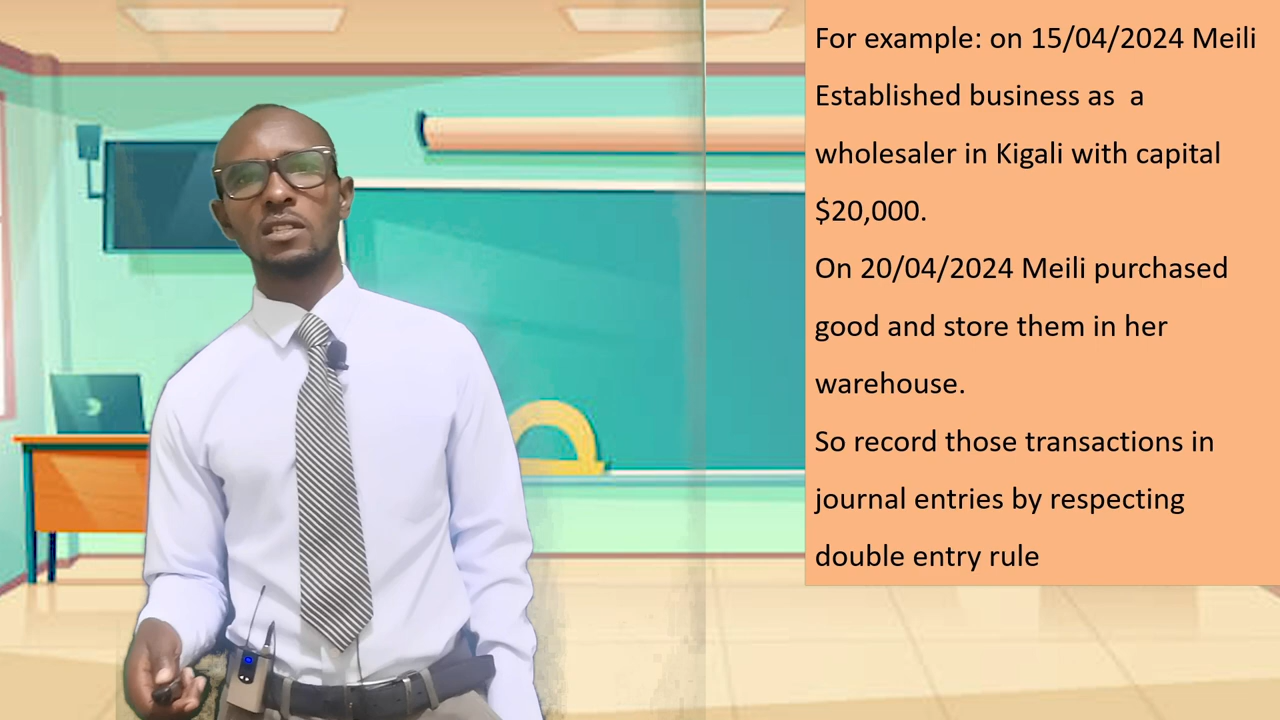 For example: on 15/04/2024 Meili
Established business as  a
wholesaler in Kigali with capital
$20,000.
On 20/04/2024 Meili purchased
good and store them in her
warehouse.
So record those transactions in
journal entries by respecting
double entry rule